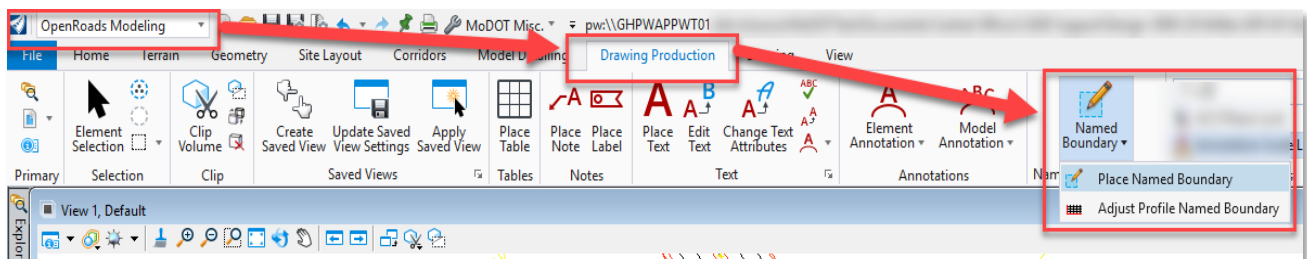 OpenRoads Modeling
MoDOT Misc.
pw:\\GHPWAPPWT01
File Home Terrain Geometry Site Layout Corridors Drawing Production View
Element
Selection
Clip
Volume
Create
Saved View
Update Saved
View Settings
Apply
Saved View
Place
Table
Place
Note
Place
Label
Place
Text
Edit
Text
Change Text
Attributes
Element
Annotation
Model
Annotation
Named
Boundary
Primary Selection Clip Saved Views Tables Notes Text Annotations
Place Named Boundary
Adjust Profile Named Boundary
View 1, Default